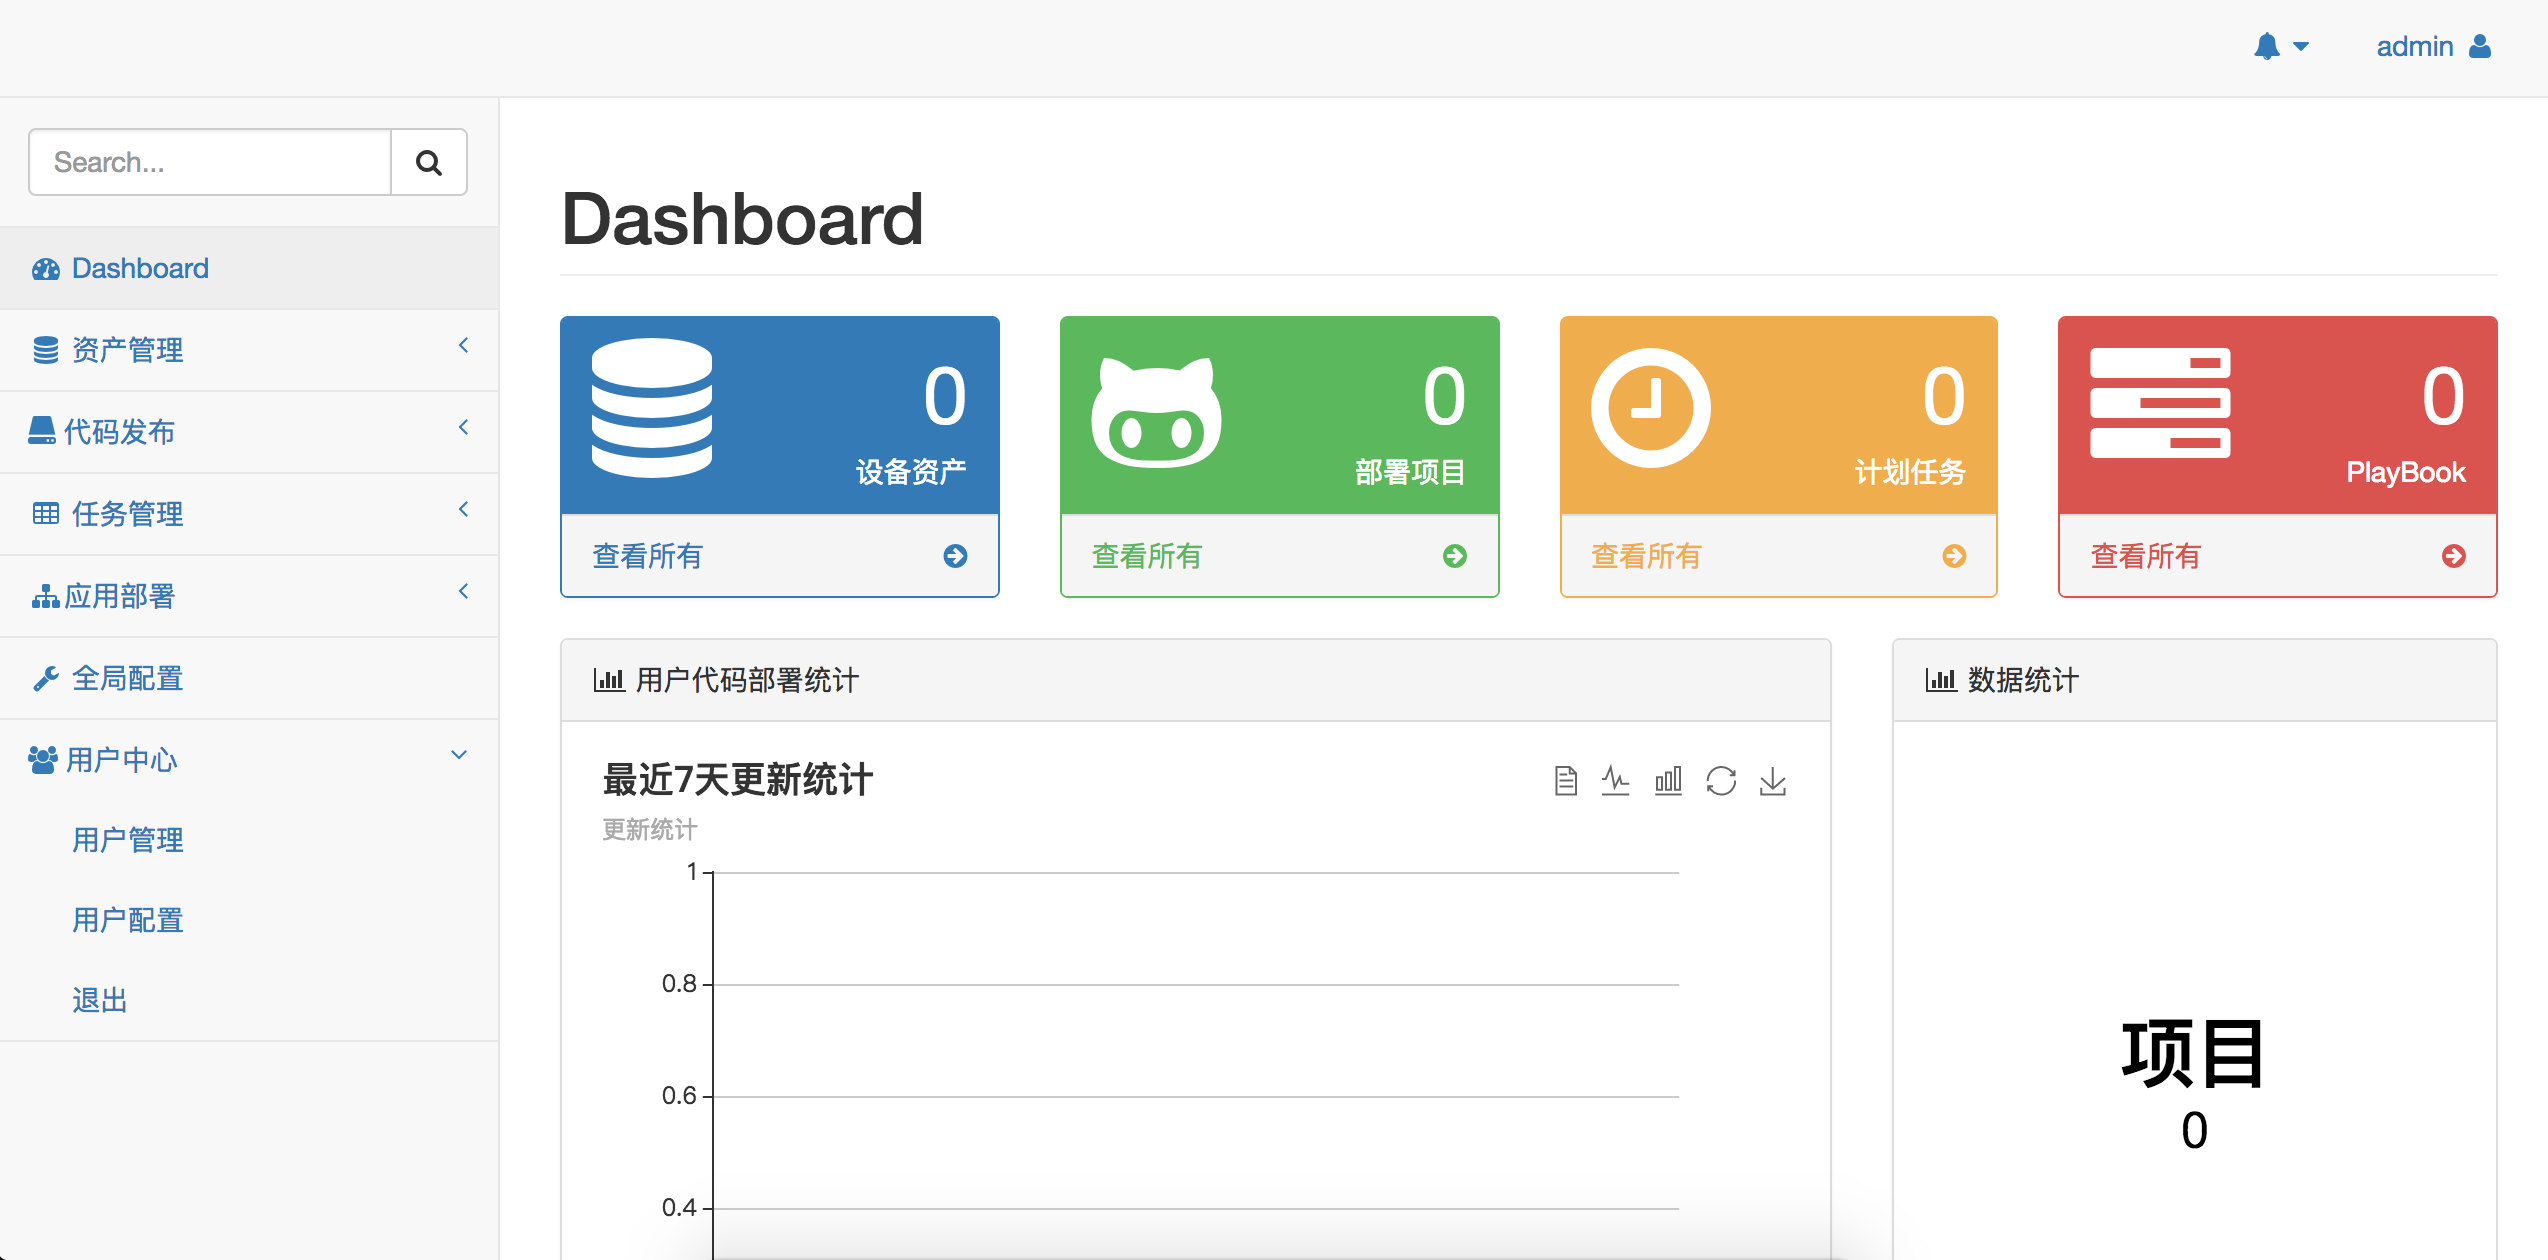 admin
Search...
Dashboard
资产管理
代码发布
任务管理
应用部署
全局配置
用户中心
用户管理
用户配置
退出
Dashboard
0
设备资产
查看所有
0
部署项目
查看所有
0
计划任务
查看所有
0
PlayBook
查看所有
用户代码部署统计
最近7天更新统计
更新统计
1
0.8
0.6
0.4
数据统计
项目
0